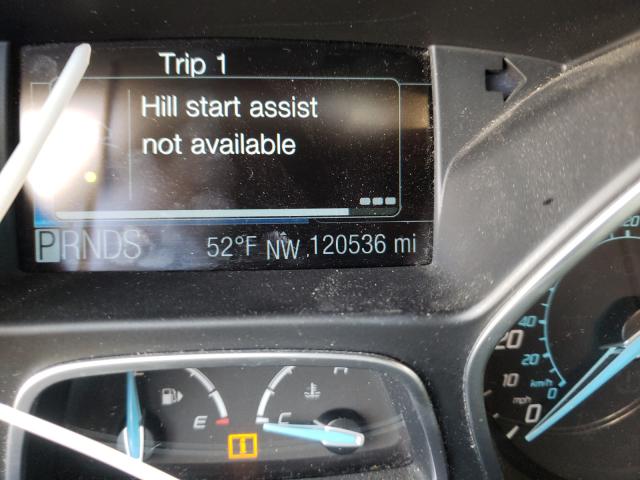 Trip 1
Hill start assist
not available
PRNDS 52°F NW 120536 mi
E
C
H
40
20
20
10
km/h
0
mph
0